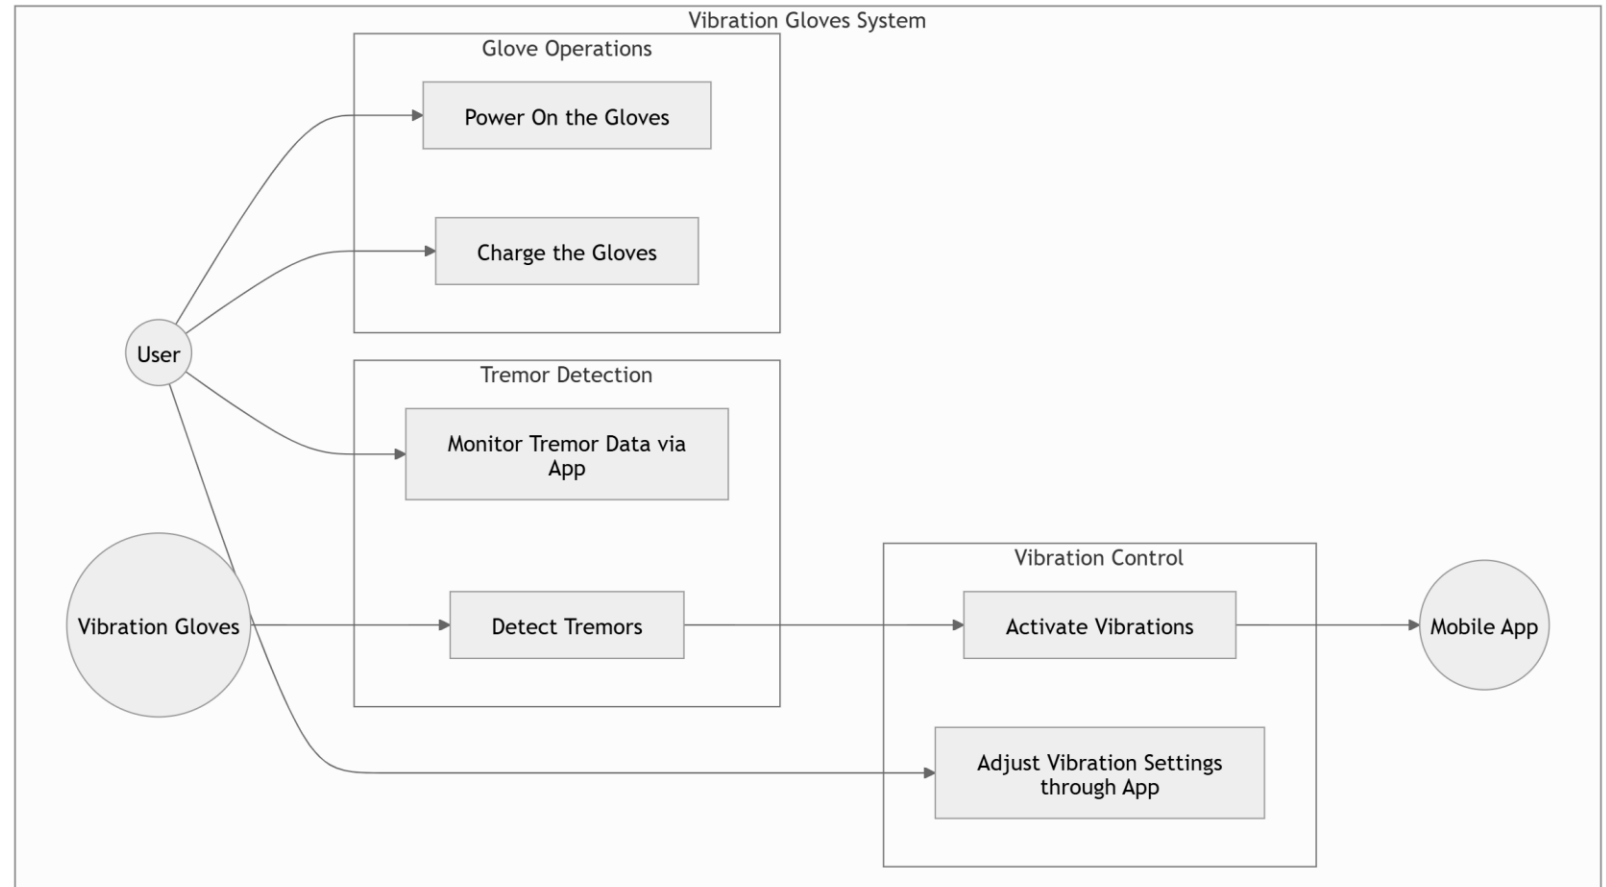 Vibration Gloves System
Glove Operations
Power On the Gloves
Charge the Gloves
User
Tremor Detection
Monitor Tremor Data via
App
Vibration Gloves
Detect Tremors
Vibration Control
Activate Vibrations
Mobile App
Adjust Vibration Settings
through App